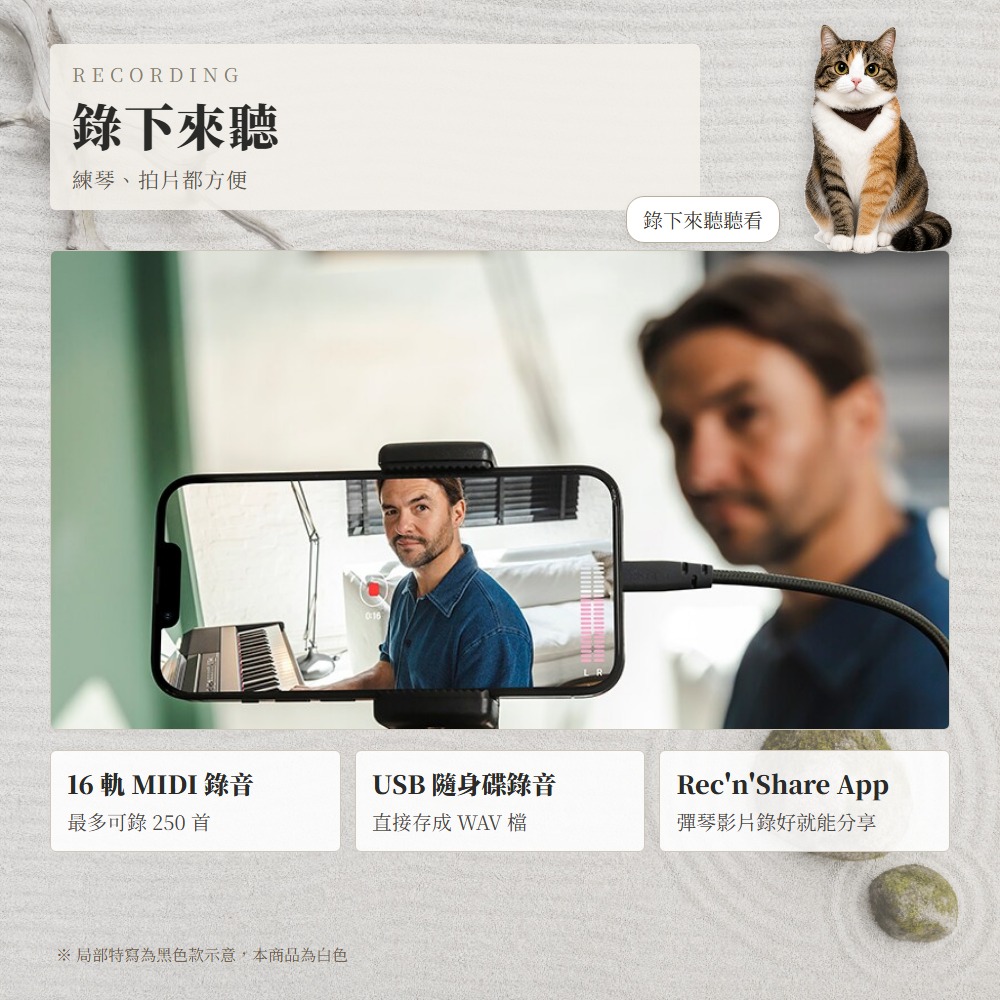 RECORDING
錄下來聽
練琴、拍片都方便
錄下來聽聽看
0:16
L R
16 軌 MIDI 錄音
最多可錄 250 首
USB 隨身碟錄音
直接存成 WAV 檔
Rec'n'Share App
彈琴影片錄好就能分享
※ 局部特寫為黑色款示意，本商品為白色